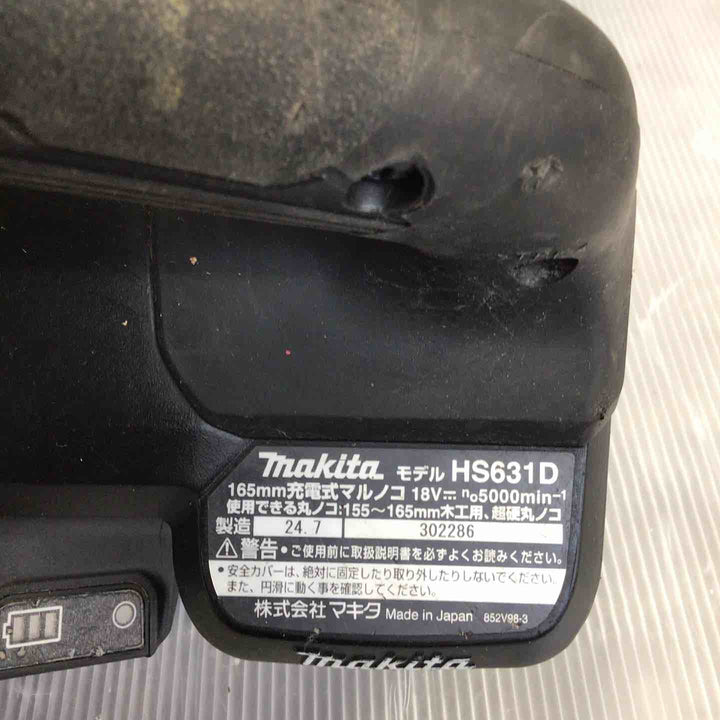 makita モデル HS631D
165mm充電式マルノコ 18V⎓ n₀5000min⁻¹
使用できる丸ノコ:155～165mm木工用、超硬丸ノコ
製造 24.7 302286
⚠警告・ご使用前に取扱説明書を必ずよくお読みください。
・安全カバーは、絶対に固定したり取り外したりしないでください。
また、円滑に動く事を確認してください。
株式会社マキタ Made in Japan 852V98-3
makita